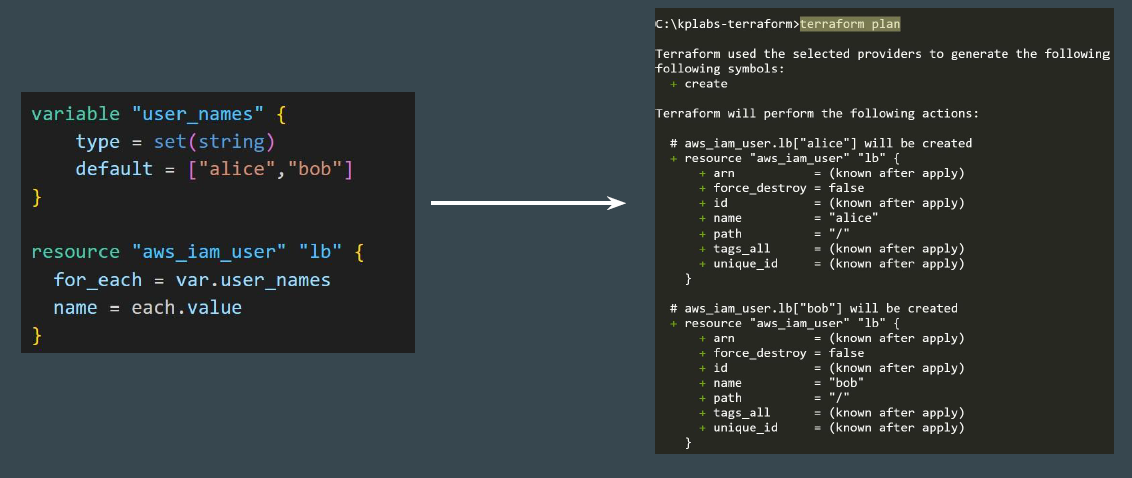 variable "user_names" {
    type = set(string)
    default = ["alice","bob"]
}

resource "aws_iam_user" "lb" {
  for_each = var.user_names
  name = each.value
}

C:\kplabs-terraform>terraform plan

Terraform used the selected providers to generate the following
following symbols:
  + create

Terraform will perform the following actions:

  # aws_iam_user.lb["alice"] will be created
  + resource "aws_iam_user" "lb" {
      + arn           = (known after apply)
      + force_destroy = false
      + id            = (known after apply)
      + name          = "alice"
      + path          = "/"
      + tags_all      = (known after apply)
      + unique_id     = (known after apply)
    }

  # aws_iam_user.lb["bob"] will be created
  + resource "aws_iam_user" "lb" {
      + arn           = (known after apply)
      + force_destroy = false
      + id            = (known after apply)
      + name          = "bob"
      + path          = "/"
      + tags_all      = (known after apply)
      + unique_id     = (known after apply)
    }